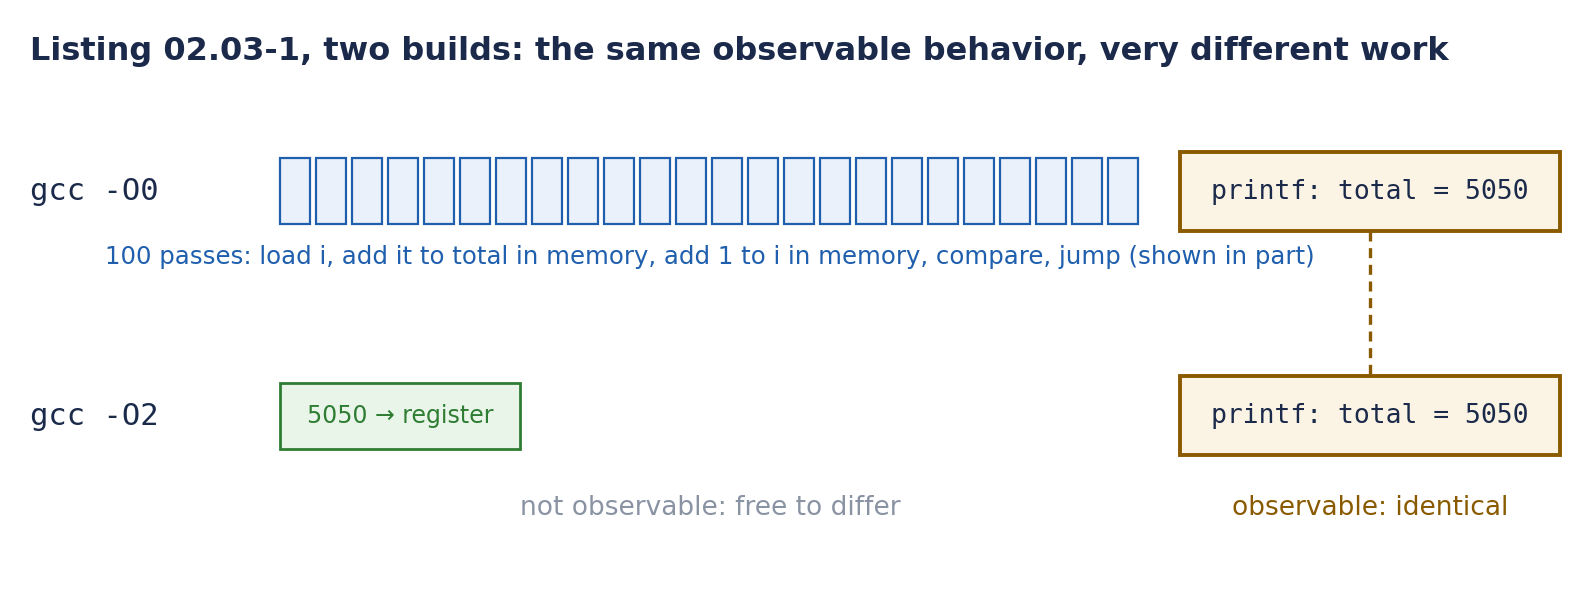 Listing 02.03-1, two builds: the same observable behavior, very different work
gcc -O0
printf: total = 5050
100 passes: load i, add it to total in memory, add 1 to i in memory, compare, jump (shown in part)
gcc -O2
5050 → register
printf: total = 5050
not observable: free to differ
observable: identical